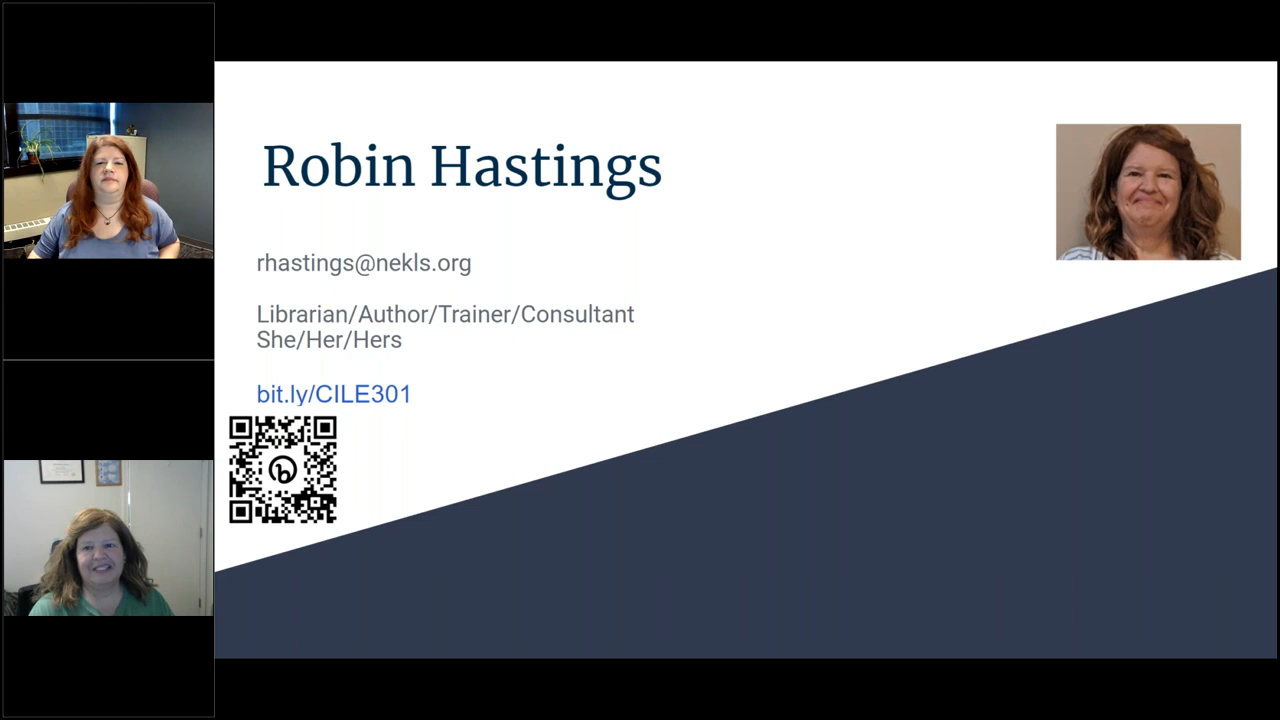 Robin Hastings
rhastings@nekls.org
Librarian/Author/Trainer/Consultant
She/Her/Hers
bit.ly/CILE301